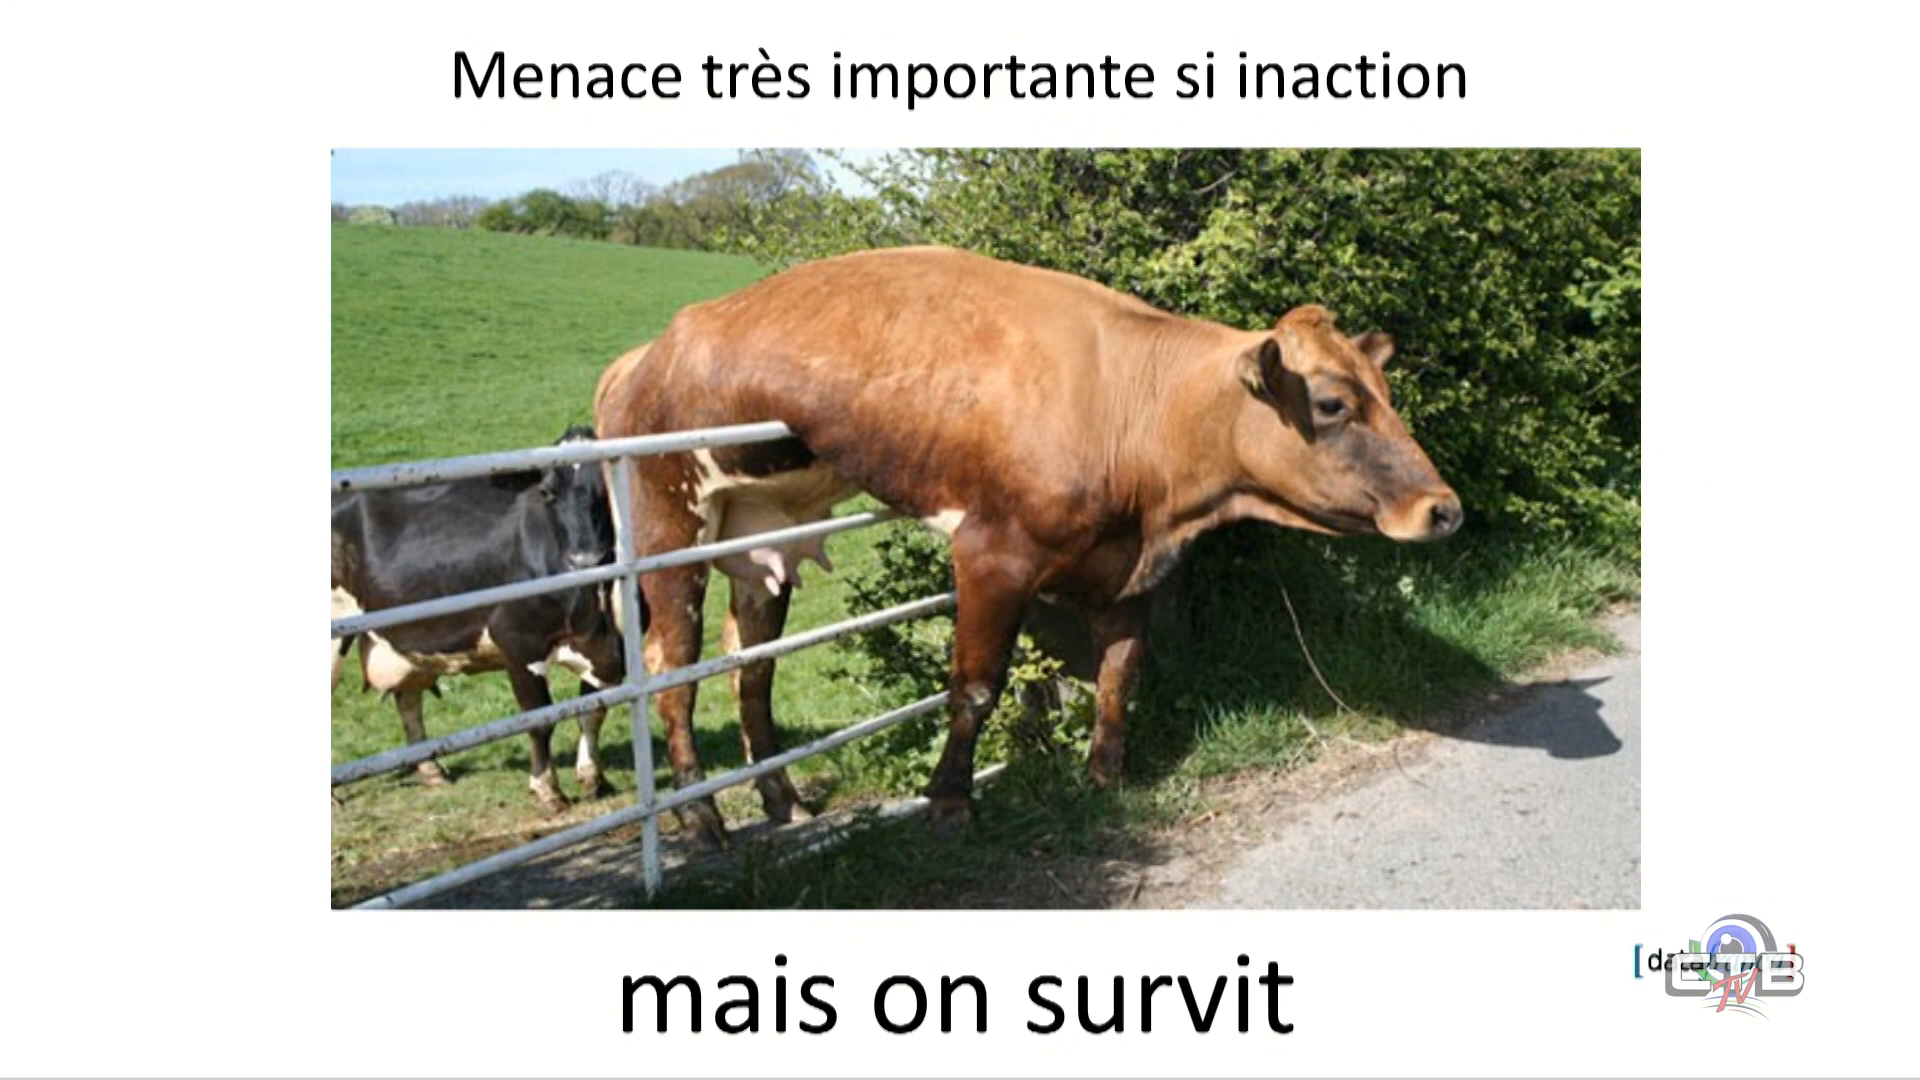 Menace très importante si inaction
mais on survit